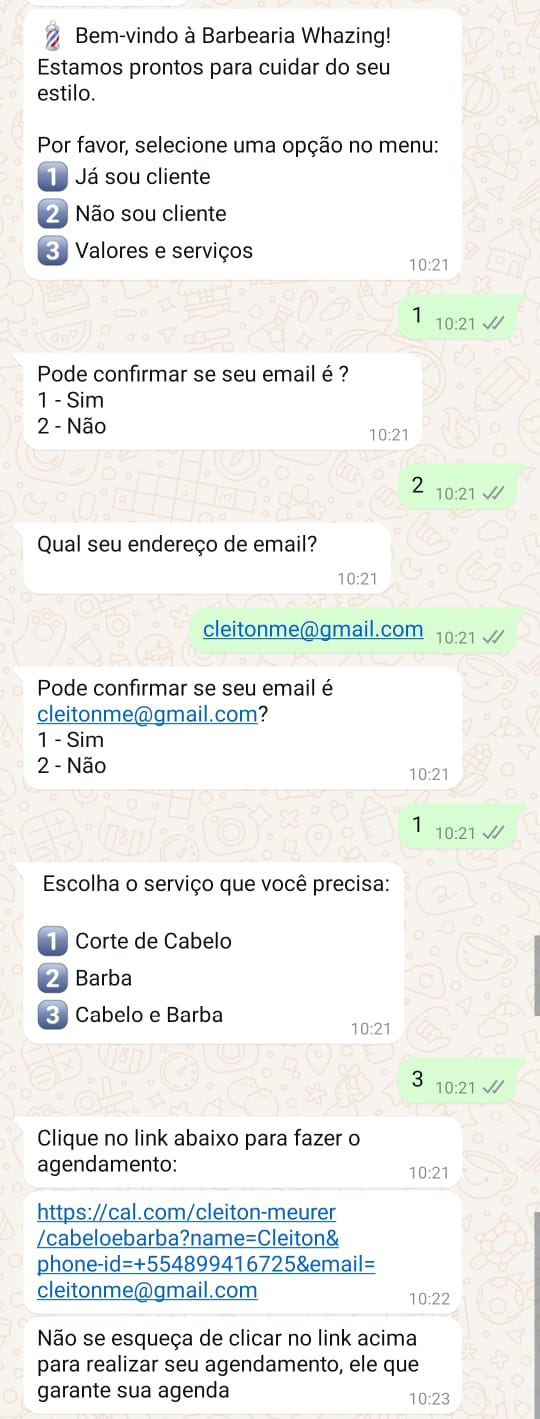 💈 Bem-vindo à Barbearia Whazing!
Estamos prontos para cuidar do seu
estilo.
Por favor, selecione uma opção no menu:
1️⃣ Já sou cliente
2️⃣ Não sou cliente
3️⃣ Valores e serviços
10:21
1 10:21
Pode confirmar se seu email é ?
1 - Sim
2 - Não
10:21
2 10:21
Qual seu endereço de email?
10:21
cleitonme@gmail.com 10:21
Pode confirmar se seu email é
cleitonme@gmail.com?
1 - Sim
2 - Não
10:21
1 10:21
Escolha o serviço que você precisa:
1️⃣ Corte de Cabelo
2️⃣ Barba
3️⃣ Cabelo e Barba
10:21
3 10:21
Clique no link abaixo para fazer o
agendamento:
10:21
https://cal.com/cleiton-meurer
/cabeloebarba?name=Cleiton&
phone-id=+554899416725&email=
cleitonme@gmail.com
10:22
Não se esqueça de clicar no link acima
para realizar seu agendamento, ele que
garante sua agenda
10:23